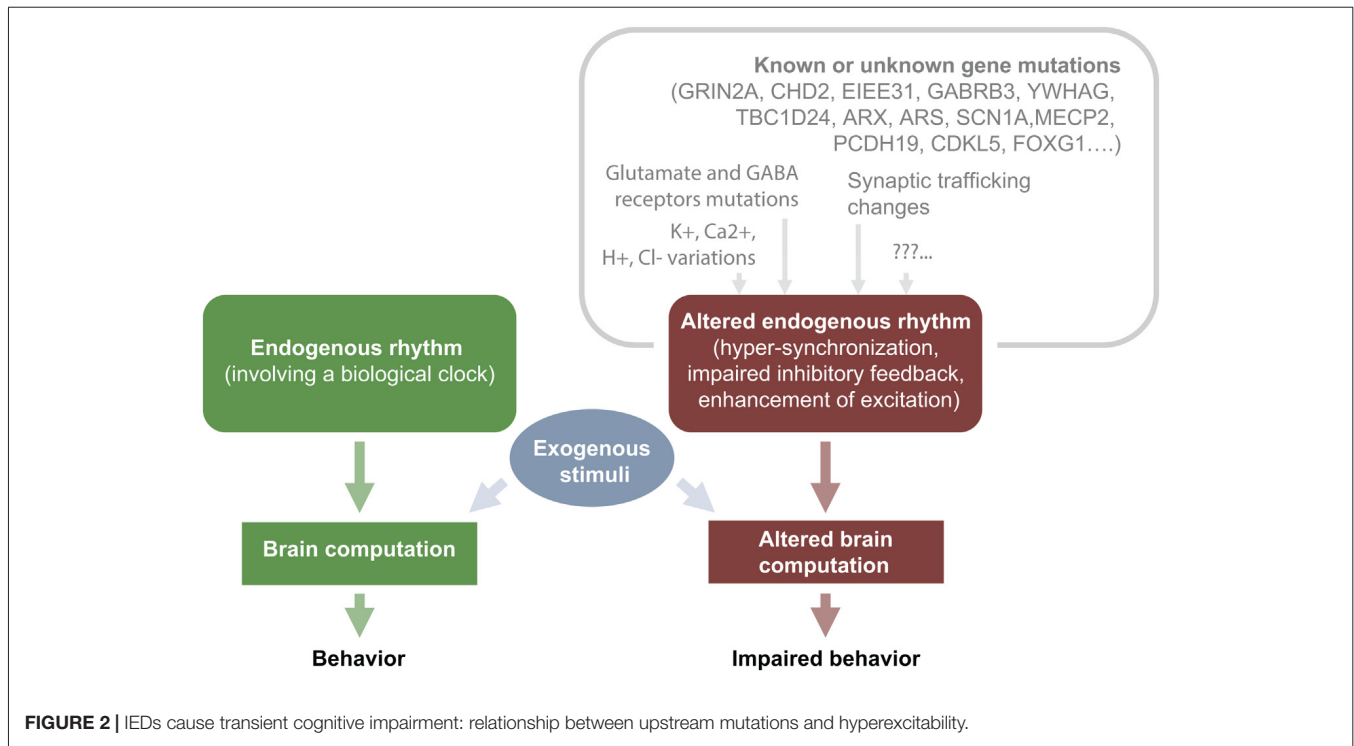 Known or unknown gene mutations
(GRIN2A, CHD2, EIEE31, GABRB3, YWHAG,
TBC1D24, ARX, ARS, SCN1A,MECP2,
PCDH19, CDKL5, FOXG1....)
Glutamate and GABA
receptors mutations
K+, Ca2+,
H+, Cl- variations
Synaptic trafficking
changes
???...
Endogenous rhythm
(involving a biological clock)
Altered endogenous rhythm
(hyper-synchronization,
impaired inhibitory feedback,
enhancement of excitation)
Exogenous
stimuli
Brain computation
Altered brain
computation
Behavior
Impaired behavior
FIGURE 2 | IEDs cause transient cognitive impairment: relationship between upstream mutations and hyperexcitability.